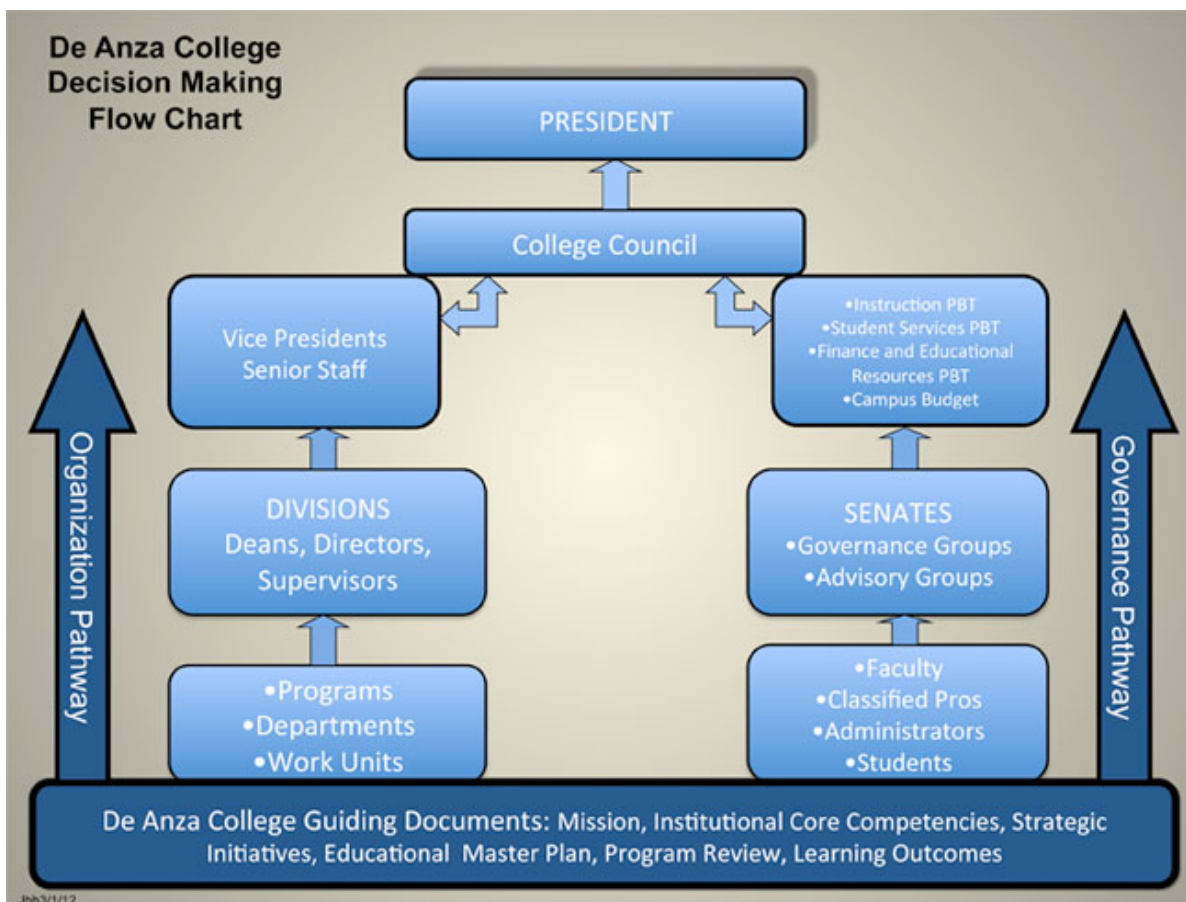 De Anza College
Decision Making
Flow Chart
PRESIDENT
College Council
Vice Presidents
Senior Staff
•Instruction PBT
•Student Services PBT
•Finance and Educational
Resources PBT
•Campus Budget
Organization Pathway
DIVISIONS
Deans, Directors,
Supervisors
SENATES
•Governance Groups
•Advisory Groups
Governance Pathway
•Programs
•Departments
•Work Units
•Faculty
•Classified Pros
•Administrators
•Students
De Anza College Guiding Documents: Mission, Institutional Core Competencies, Strategic
Initiatives, Educational Master Plan, Program Review, Learning Outcomes